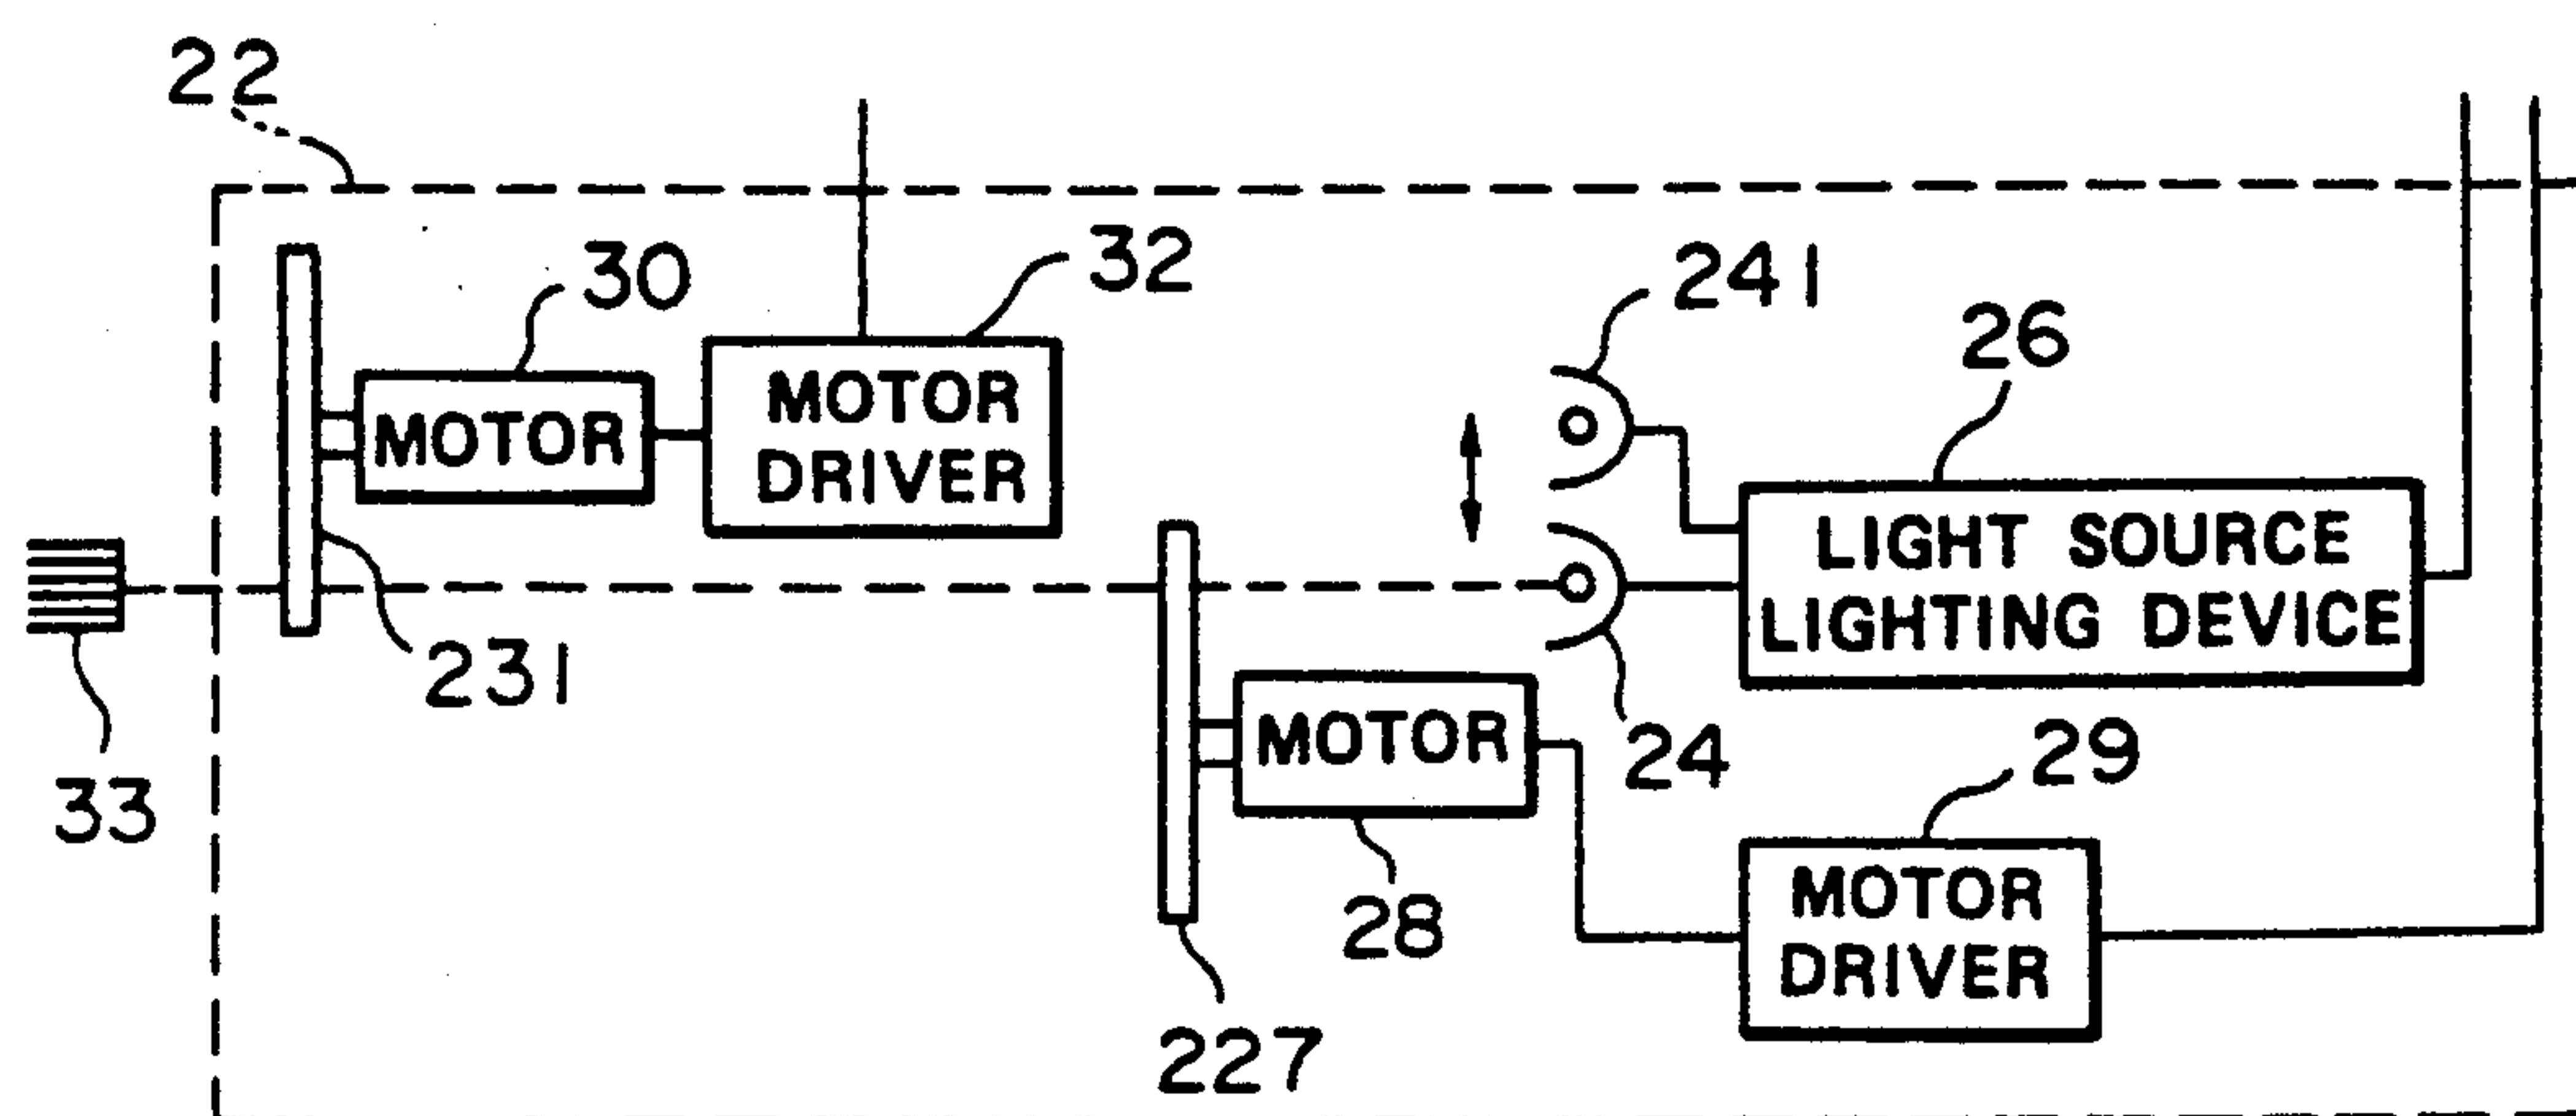 22
30
32
241
26
MOTOR
MOTOR
DRIVER
LIGHT SOURCE
LIGHTING DEVICE
33
231
MOTOR
24
29
28
MOTOR
DRIVER
227